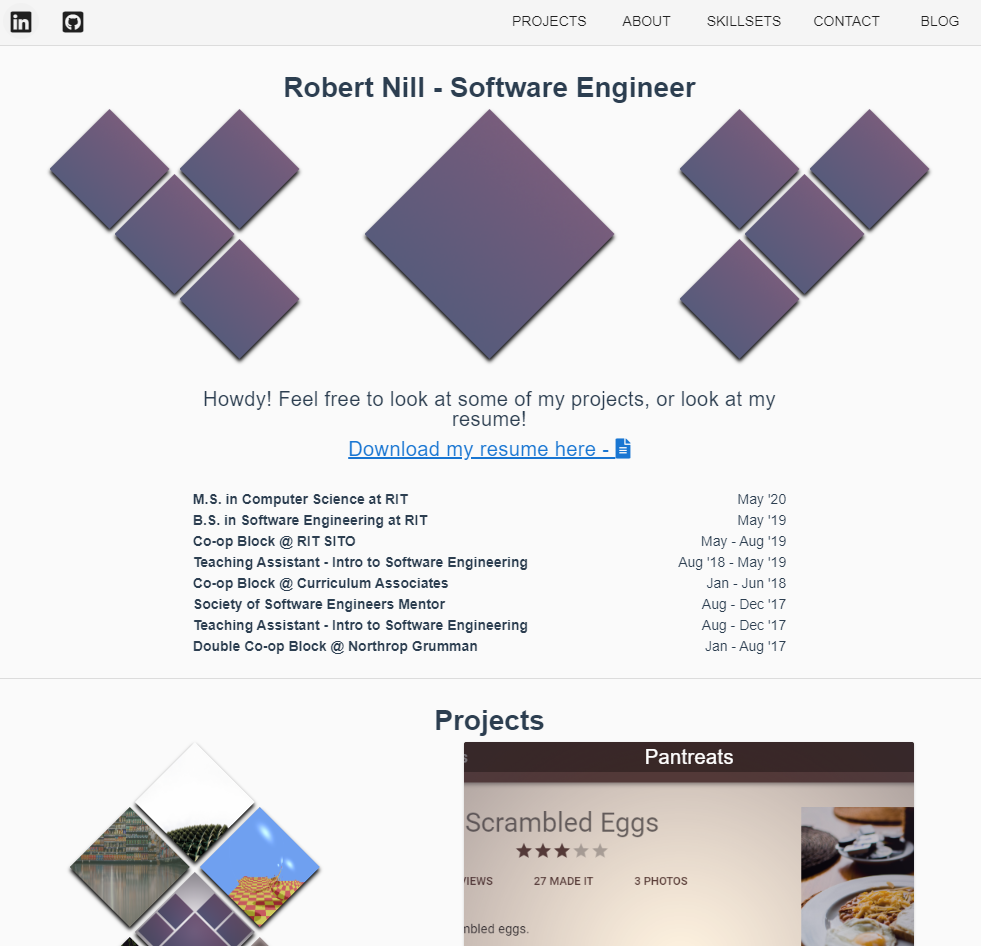 PROJECTS ABOUT SKILLSETS CONTACT BLOG
Robert Nill - Software Engineer
Howdy! Feel free to look at some of my projects, or look at my
resume!
Download my resume here -
M.S. in Computer Science at RIT May '20
B.S. in Software Engineering at RIT May '19
Co-op Block @ RIT SITO May - Aug '19
Teaching Assistant - Intro to Software Engineering Aug '18 - May '19
Co-op Block @ Curriculum Associates Jan - Jun '18
Society of Software Engineers Mentor Aug - Dec '17
Teaching Assistant - Intro to Software Engineering Aug - Dec '17
Double Co-op Block @ Northrop Grumman Jan - Aug '17
Projects
Pantreats
Scrambled Eggs
27 MADE IT 3 PHOTOS
eggs.